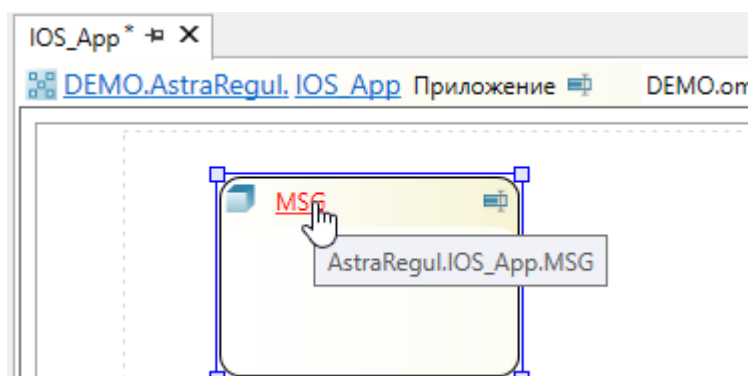 IOS_App*
DEMO.AstraRegul. IOS_App Приложение DEMO.om
MSG
AstraRegul.IOS_App.MSG